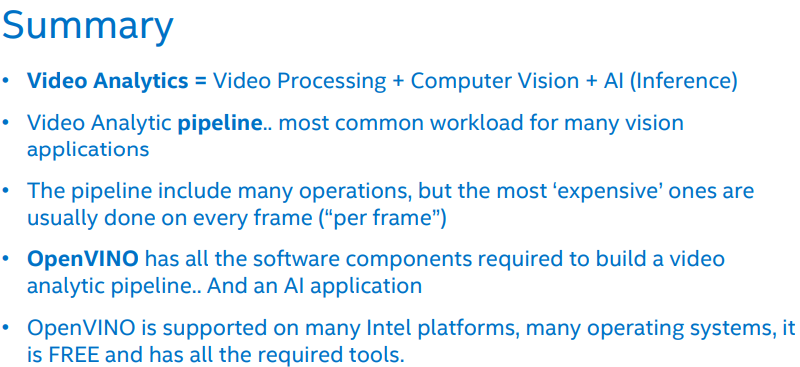 Summary
• Video Analytics = Video Processing + Computer Vision + AI (Inference)
• Video Analytic pipeline.. most common workload for many vision
applications
• The pipeline include many operations, but the most ‘expensive’ ones are
usually done on every frame (“per frame”)
• OpenVINO has all the software components required to build a video
analytic pipeline.. And an AI application
• OpenVINO is supported on many Intel platforms, many operating systems, it
is FREE and has all the required tools.